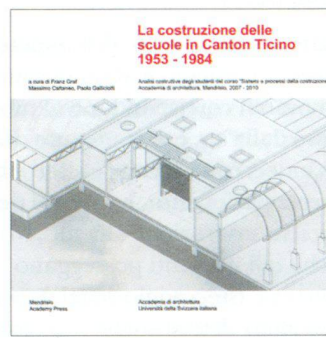 La costruzione delle
scuole in Canton Ticino
1953 - 1984
a cura di Franz Graf
Massimo Cattaneo, Paolo Galliciotti
Analisi costruttive degli studenti del corso "Sistemi e processi della costruzione"
Accademia di architettura, Mendrisio, 2007 - 2010
Mendrisio
Academy Press
Accademia di architettura
Università della Svizzera italiana